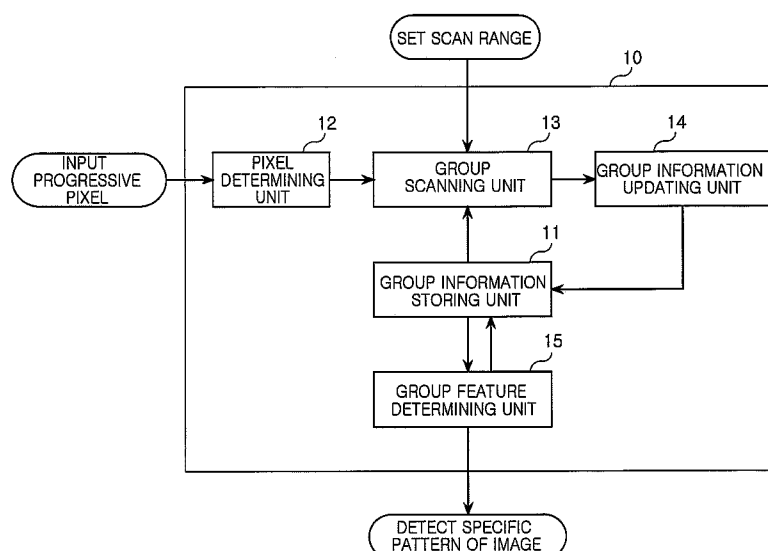 SET SCAN RANGE
10
12
13
14
INPUT
PROGRESSIVE
PIXEL
PIXEL
DETERMINING
UNIT
GROUP
SCANNING UNIT
GROUP INFORMATION
UPDATING UNIT
11
GROUP INFORMATION
STORING UNIT
15
GROUP FEATURE
DETERMINING UNIT
DETECT SPECIFIC
PATTERN OF IMAGE